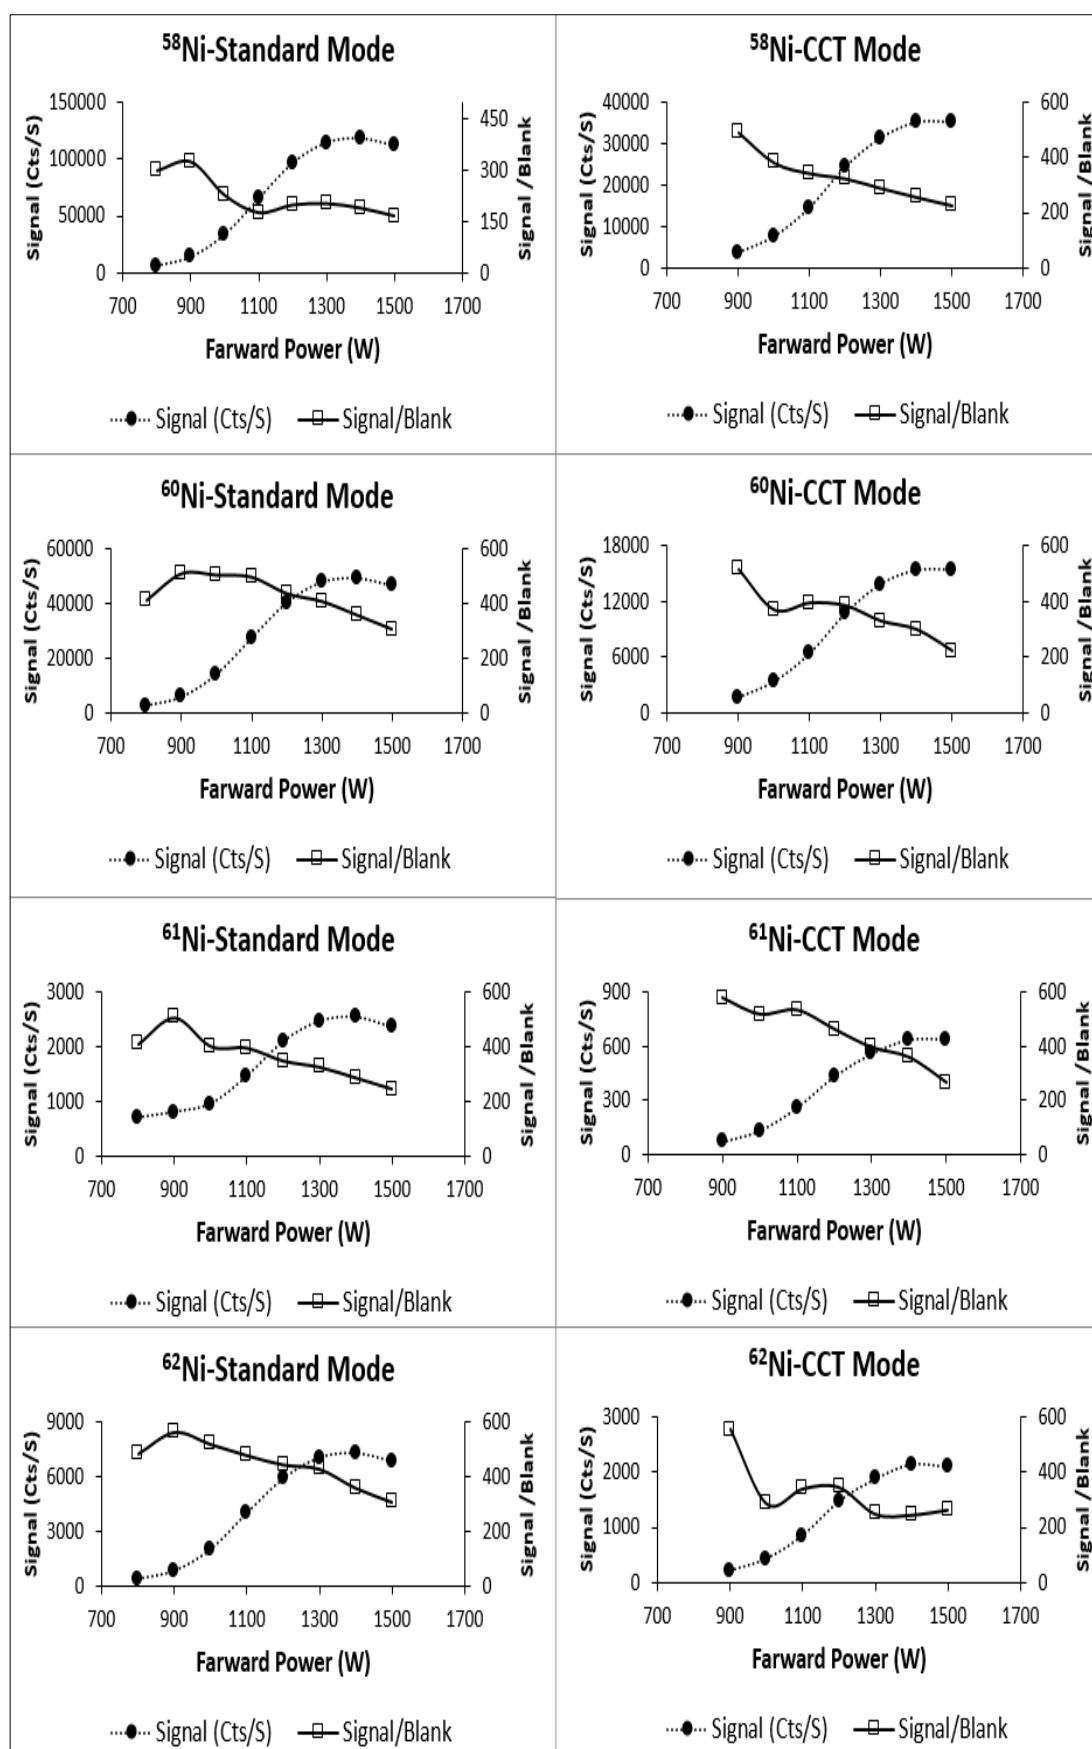 ⁵⁸Ni-Standard Mode
Signal (Cts/S)
150000
100000
50000
0
450
300
150
0
Signal /Blank
700 900 1100 1300 1500 1700
Farward Power (W)
Signal (Cts/S) Signal/Blank
⁵⁸Ni-CCT Mode
Signal (Cts/S)
40000
30000
20000
10000
0
600
400
200
0
Signal /Blank
700 900 1100 1300 1500 1700
Farward Power (W)
Signal (Cts/S) Signal/Blank
⁶⁰Ni-Standard Mode
Signal (Cts/S)
60000
40000
20000
0
600
400
200
0
Signal /Blank
700 900 1100 1300 1500 1700
Farward Power (W)
Signal (Cts/S) Signal/Blank
⁶⁰Ni-CCT Mode
Signal (Cts/S)
18000
12000
6000
0
600
400
200
0
Signal /Blank
700 900 1100 1300 1500 1700
Farward Power (W)
Signal (Cts/S) Signal/Blank
⁶¹Ni-Standard Mode
Signal (Cts/S)
3000
2000
1000
0
600
400
200
0
Signal /Blank
700 900 1100 1300 1500 1700
Farward Power (W)
Signal (Cts/S) Signal/Blank
⁶¹Ni-CCT Mode
Signal (Cts/S)
900
600
300
0
600
400
200
0
Signal /Blank
700 900 1100 1300 1500 1700
Farward Power (W)
Signal (Cts/S) Signal/Blank
⁶²Ni-Standard Mode
Signal (Cts/S)
9000
6000
3000
0
600
400
200
0
Signal /Blank
700 900 1100 1300 1500 1700
Farward Power (W)
Signal (Cts/S) Signal/Blank
⁶²Ni-CCT Mode
Signal (Cts/S)
3000
2000
1000
0
600
400
200
0
Signal /Blank
700 900 1100 1300 1500 1700
Farward Power (W)
Signal (Cts/S) Signal/Blank